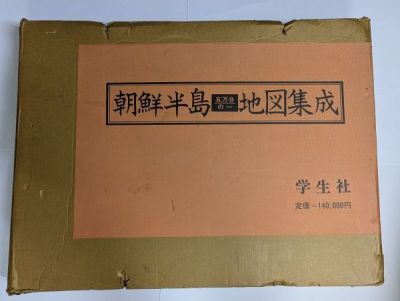 朝鮮半島五万分の一地図集成
学生社
定価－140,000円